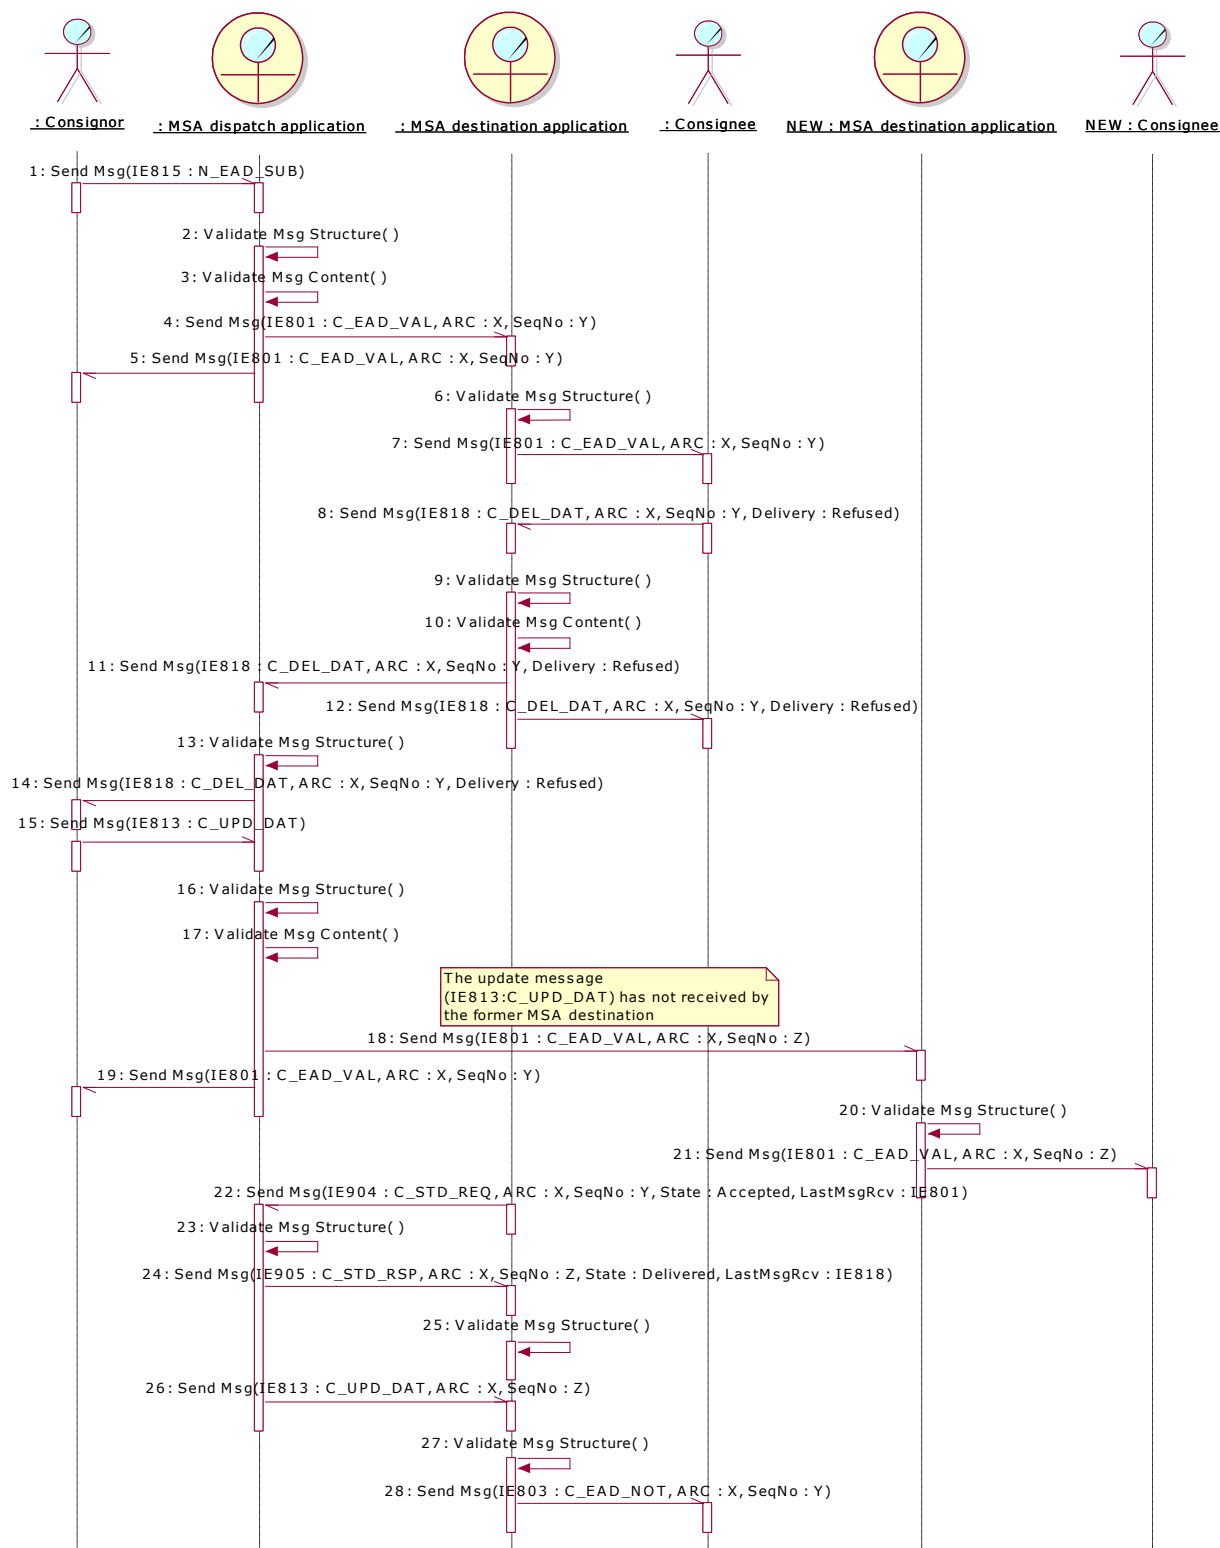 : Consignor
: MSA dispatch application
: MSA destination application
: Consignee
NEW : MSA destination application
NEW : Consignee
1: Send Msg(IE815 : N_EAD_SUB)
2: Validate Msg Structure( )
3: Validate Msg Content( )
4: Send Msg(IE801 : C_EAD_VAL, ARC : X, SeqNo : Y)
5: Send Msg(IE801 : C_EAD_VAL, ARC : X, SeqNo : Y)
6: Validate Msg Structure( )
7: Send Msg(IE801 : C_EAD_VAL, ARC : X, SeqNo : Y)
8: Send Msg(IE818 : C_DEL_DAT, ARC : X, SeqNo : Y, Delivery : Refused)
9: Validate Msg Structure( )
10: Validate Msg Content( )
11: Send Msg(IE818 : C_DEL_DAT, ARC : X, SeqNo : Y, Delivery : Refused)
12: Send Msg(IE818 : C_DEL_DAT, ARC : X, SeqNo : Y, Delivery : Refused)
13: Validate Msg Structure( )
14: Send Msg(IE818 : C_DEL_DAT, ARC : X, SeqNo : Y, Delivery : Refused)
15: Send Msg(IE813 : C_UPD_DAT)
16: Validate Msg Structure( )
17: Validate Msg Content( )
The update message
(IE813:C_UPD_DAT) has not received by
the former MSA destination
18: Send Msg(IE801 : C_EAD_VAL, ARC : X, SeqNo : Z)
19: Send Msg(IE801 : C_EAD_VAL, ARC : X, SeqNo : Y)
20: Validate Msg Structure( )
21: Send Msg(IE801 : C_EAD_VAL, ARC : X, SeqNo : Z)
22: Send Msg(IE904 : C_STD_REQ, ARC : X, SeqNo : Y, State : Accepted, LastMsgRcv : IE801)
23: Validate Msg Structure( )
24: Send Msg(IE905 : C_STD_RSP, ARC : X, SeqNo : Z, State : Delivered, LastMsgRcv : IE818)
25: Validate Msg Structure( )
26: Send Msg(IE813 : C_UPD_DAT, ARC : X, SeqNo : Z)
27: Validate Msg Structure( )
28: Send Msg(IE803 : C_EAD_NOT, ARC : X, SeqNo : Y)